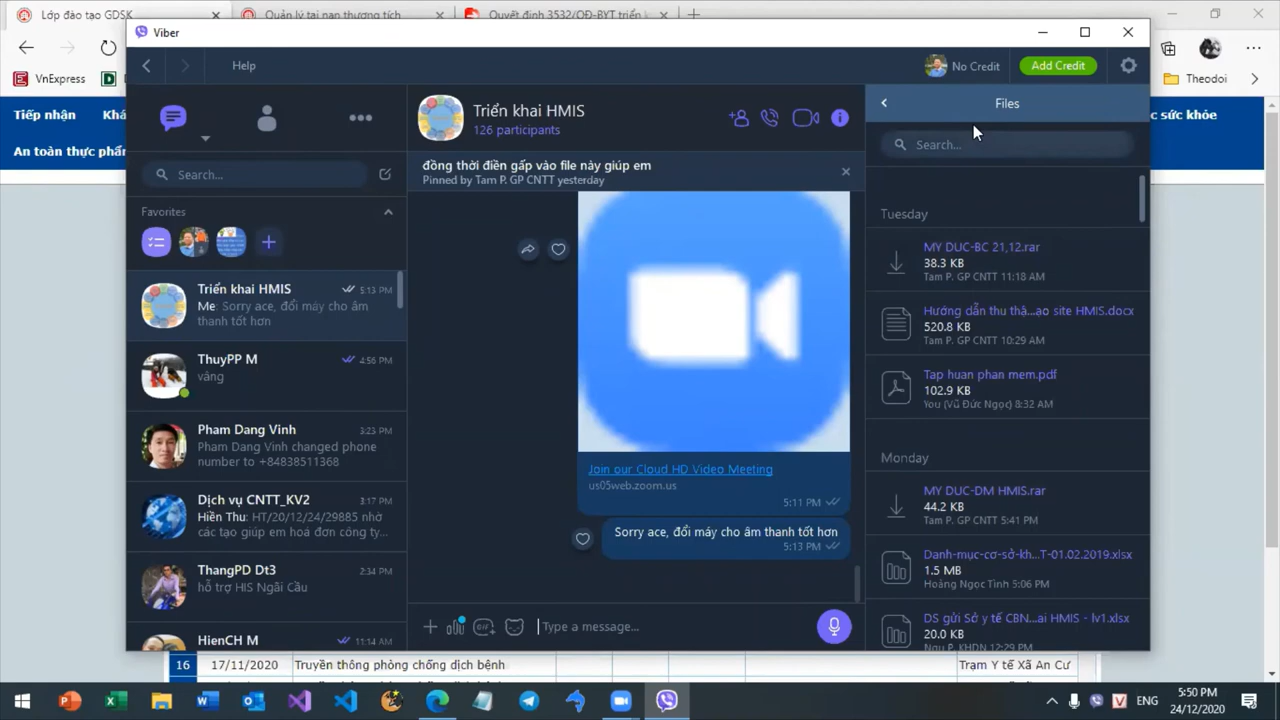 Lớp đào tạo GDSK
Quản lý tai nạn thương tích
Quyết định 3532/QĐ-BYT triển k
Viber
VnExpress
Theodoi
Help
No Credit
Add Credit
Tiếp nhận
Khá
c sức khỏe
An toàn thực phẩm
Search...
Favorites
Triển khai HMIS
5:13 PM
Me: Sorry ace, đổi máy cho âm
thanh tốt hơn
ThuyPP M
4:56 PM
vâng
Pham Dang Vinh
3:23 PM
Pham Dang Vinh changed phone
number to +84838511368
Dịch vụ CNTT_KV2
3:17 PM
Hiền Thu: HT/20/12/24/29885 nhờ
các tạo giúp em hoá đơn công ty...
ThangPD Dt3
2:34 PM
hỗ trợ HIS Ngãi Cầu
HienCH M
11:14 AM
Triển khai HMIS
126 participants
đồng thời điền gấp vào file này giúp em
Pinned by Tam P. GP CNTT yesterday
Join our Cloud HD Video Meeting
us05web.zoom.us
5:11 PM
Sorry ace, đổi máy cho âm thanh tốt hơn
5:13 PM
GIF
Type a message...
Files
Search...
Tuesday
MY DUC-BC 21,12.rar
38.3 KB
Tam P. GP CNTT 11:18 AM
Hướng dẫn thu thậ...ao site HMIS.docx
520.8 KB
Tam P. GP CNTT 10:29 AM
Tap huan phan mem.pdf
102.9 KB
You (Vũ Đức Ngọc) 8:32 AM
Monday
MY DUC-DM HMIS.rar
44.2 KB
Tam P. GP CNTT 5:41 PM
Danh-mục-cơ-sở-kh...T-01.02.2019.xlsx
1.5 MB
Hoàng Ngọc Tình 5:06 PM
DS gửi Sở y tế CBN...ai HMIS - lv1.xlsx
20.0 KB
Ngu P. KHDN 12:29 PM
16 17/11/2020 Truyền thông phòng chống dịch bệnh Trạm Y tế Xã An Cư
ENG
5:50 PM
24/12/2020